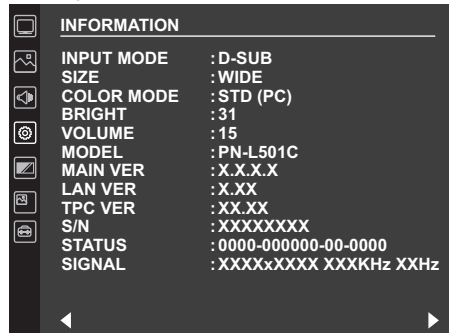 INFORMATION
INPUT MODE : D-SUB
SIZE : WIDE
COLOR MODE : STD (PC)
BRIGHT : 31
VOLUME : 15
MODEL : PN-L501C
MAIN VER : X.X.X.X
LAN VER : X.XX
TPC VER : XX.XX
S/N : XXXXXXXX
STATUS : 0000-000000-00-0000
SIGNAL : XXXXxXXXX XXXKHz XXHz